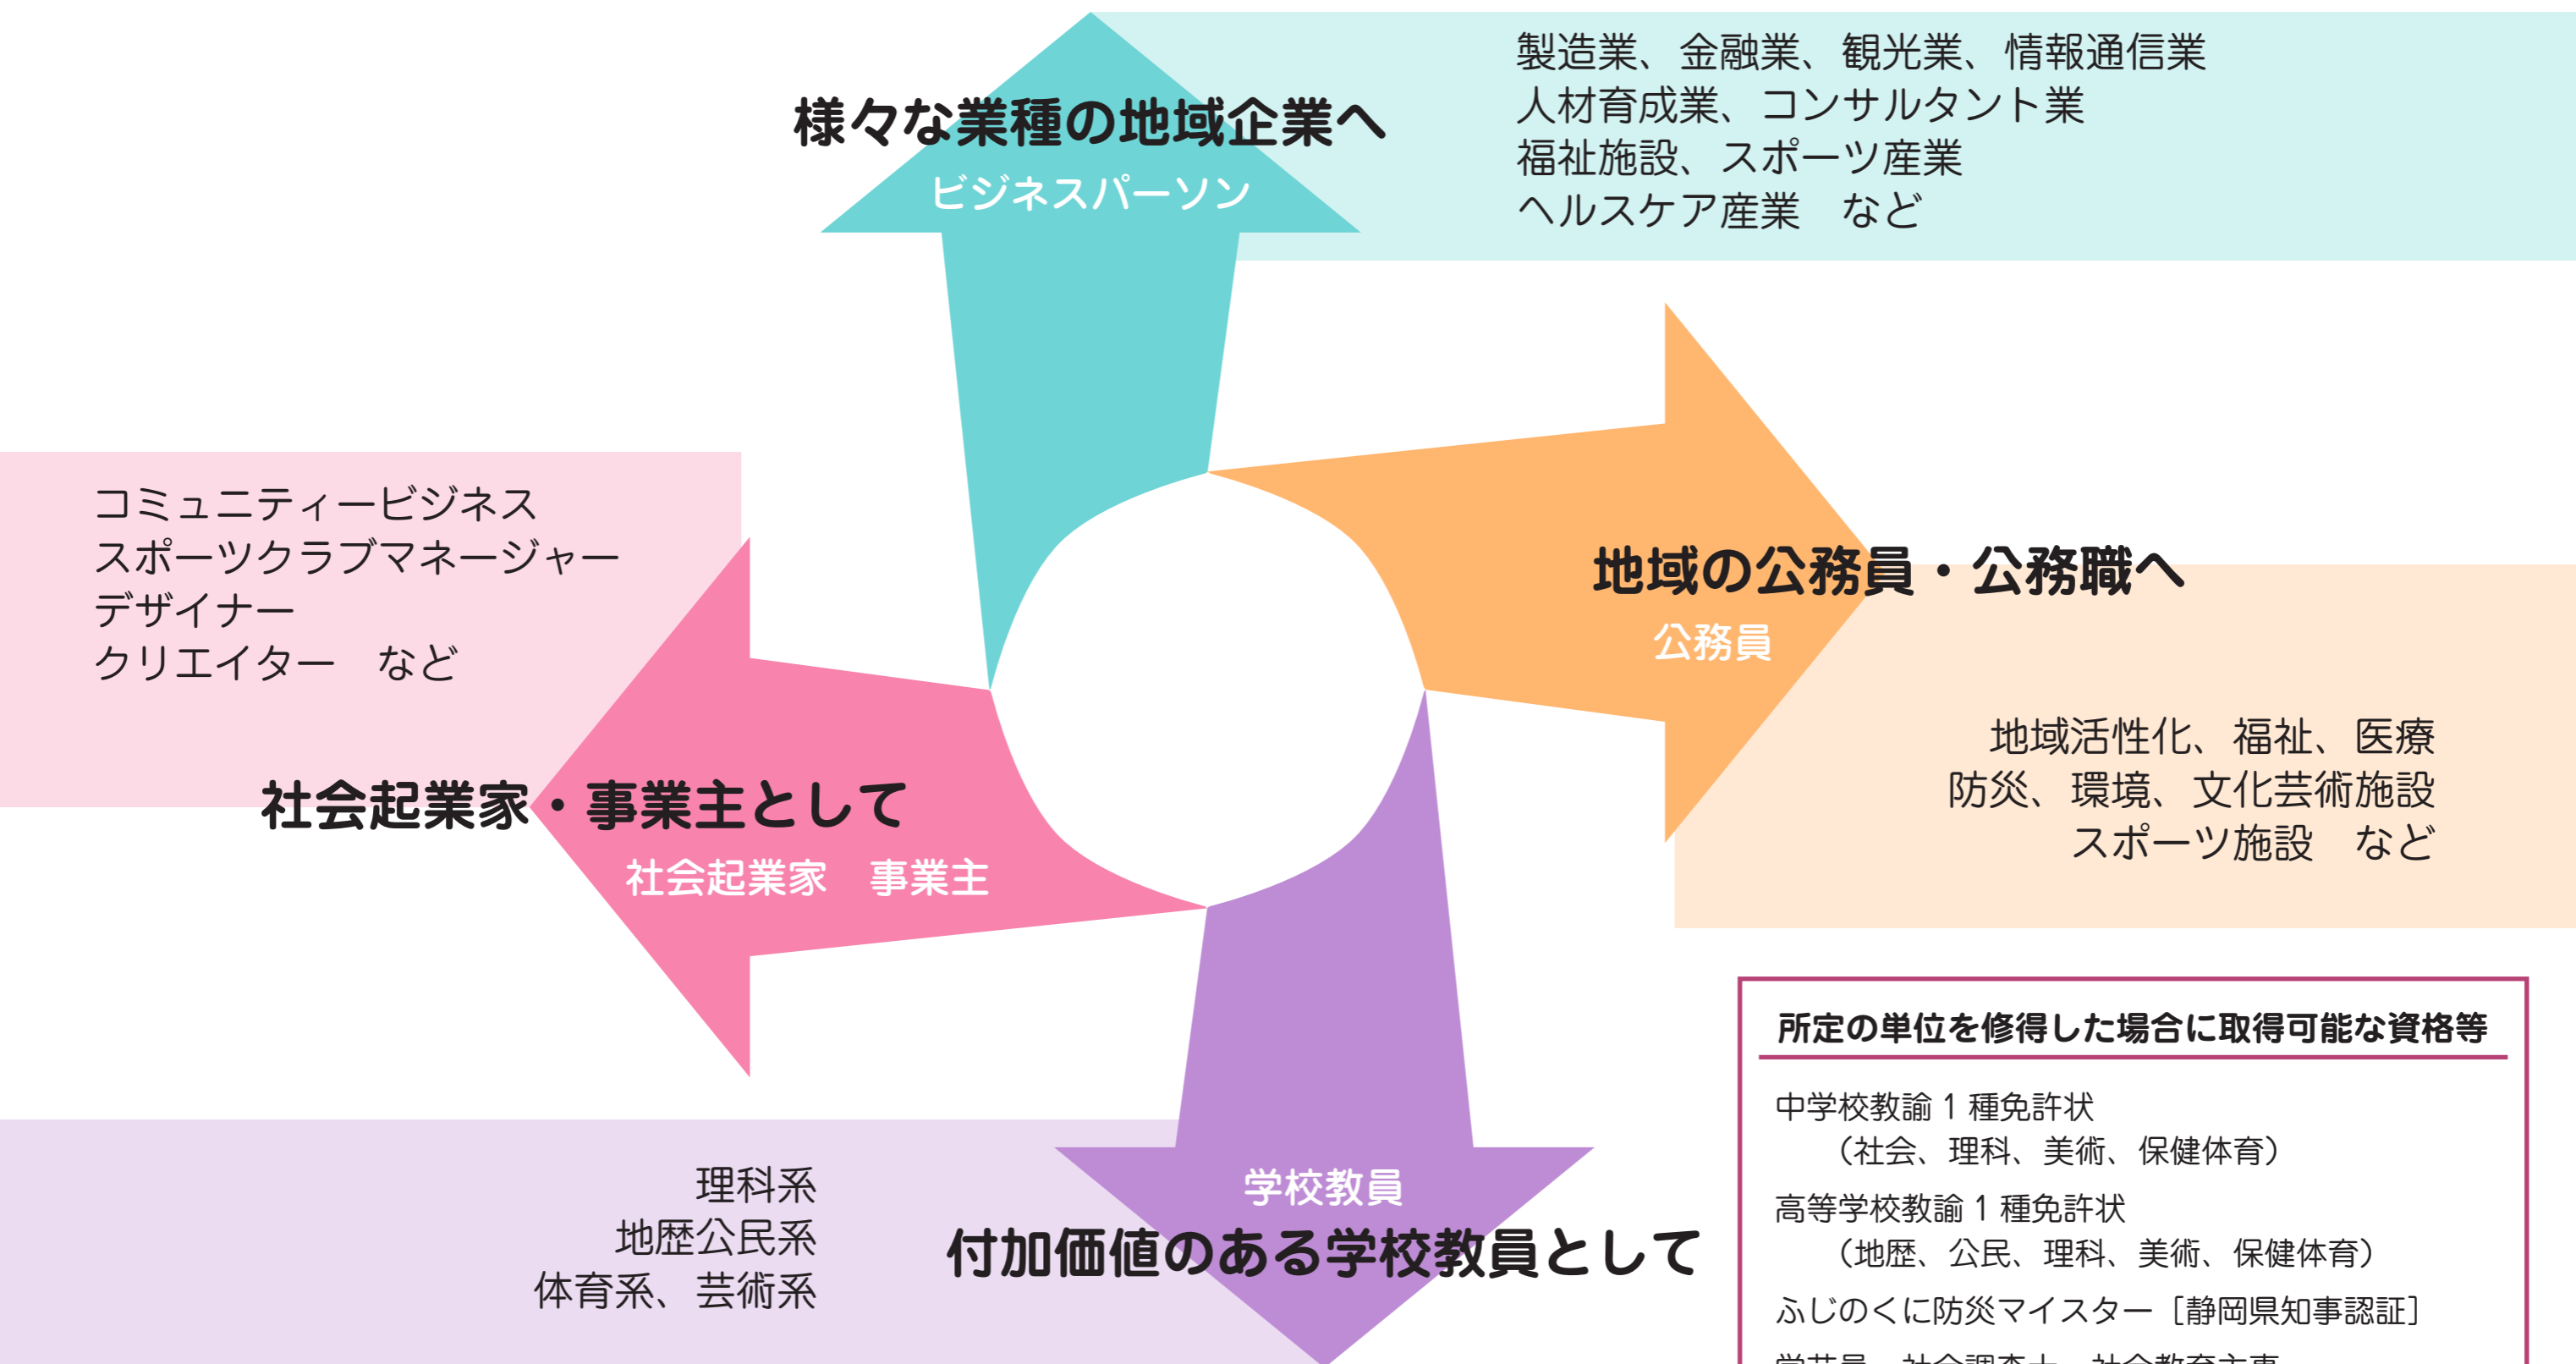 様々な業種の地域企業へ
ビジネスパーソン
製造業、金融業、観光業、情報通信業
人材育成業、コンサルタント業
福祉施設、スポーツ産業
ヘルスケア産業　など
地域の公務員・公務職へ
公務員
地域活性化、福祉、医療
防災、環境、文化芸術施設
スポーツ施設　など
コミュニティービジネス
スポーツクラブマネージャー
デザイナー
クリエイター　など
社会起業家・事業主として
社会起業家　事業主
学校教員
付加価値のある学校教員として
理科系
地歴公民系
体育系、芸術系
所定の単位を修得した場合に取得可能な資格等
中学校教諭 1 種免許状
（社会、理科、美術、保健体育）
高等学校教諭 1 種免許状
（地歴、公民、理科、美術、保健体育）
ふじのくに防災マイスター［静岡県知事認証］